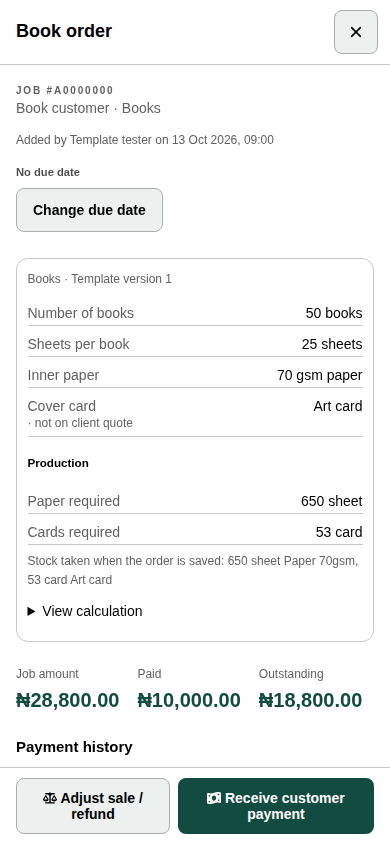 Book order
JOB #A0000000
Book customer · Books
Added by Template tester on 13 Oct 2026, 09:00
No due date
Change due date
Books · Template version 1
Number of books 50 books
Sheets per book 25 sheets
Inner paper 70 gsm paper
Cover card Art card
· not on client quote
Production
Paper required 650 sheet
Cards required 53 card
Stock taken when the order is saved: 650 sheet Paper 70gsm,
53 card Art card
View calculation
Job amount Paid Outstanding
₦28,800.00 ₦10,000.00 ₦18,800.00
Payment history
Adjust sale / refund
Receive customer payment